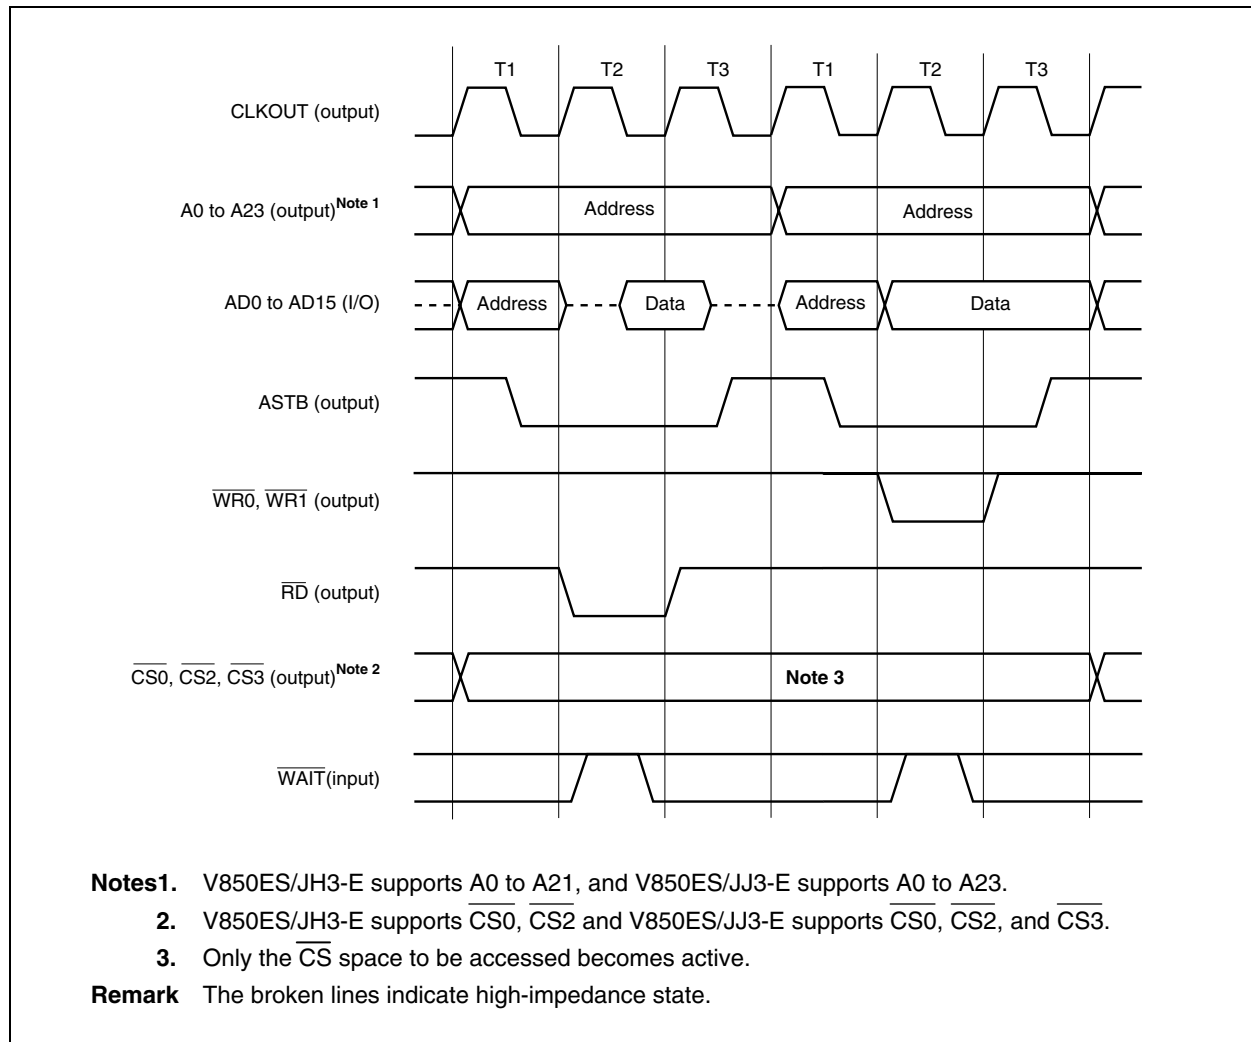 T1 T2 T3 T1 T2 T3
CLKOUT (output)
A0 to A23 (output)Note 1 Address Address
AD0 to AD15 (I/O) Address Data Address Data
ASTB (output)
WR0, WR1 (output)
RD (output)
CS0, CS2, CS3 (output)Note 2 Note 3
WAIT(input)
Notes1. V850ES/JH3-E supports A0 to A21, and V850ES/JJ3-E supports A0 to A23.
2. V850ES/JH3-E supports CS0, CS2 and V850ES/JJ3-E supports CS0, CS2, and CS3.
3. Only the CS space to be accessed becomes active.
Remark The broken lines indicate high-impedance state.